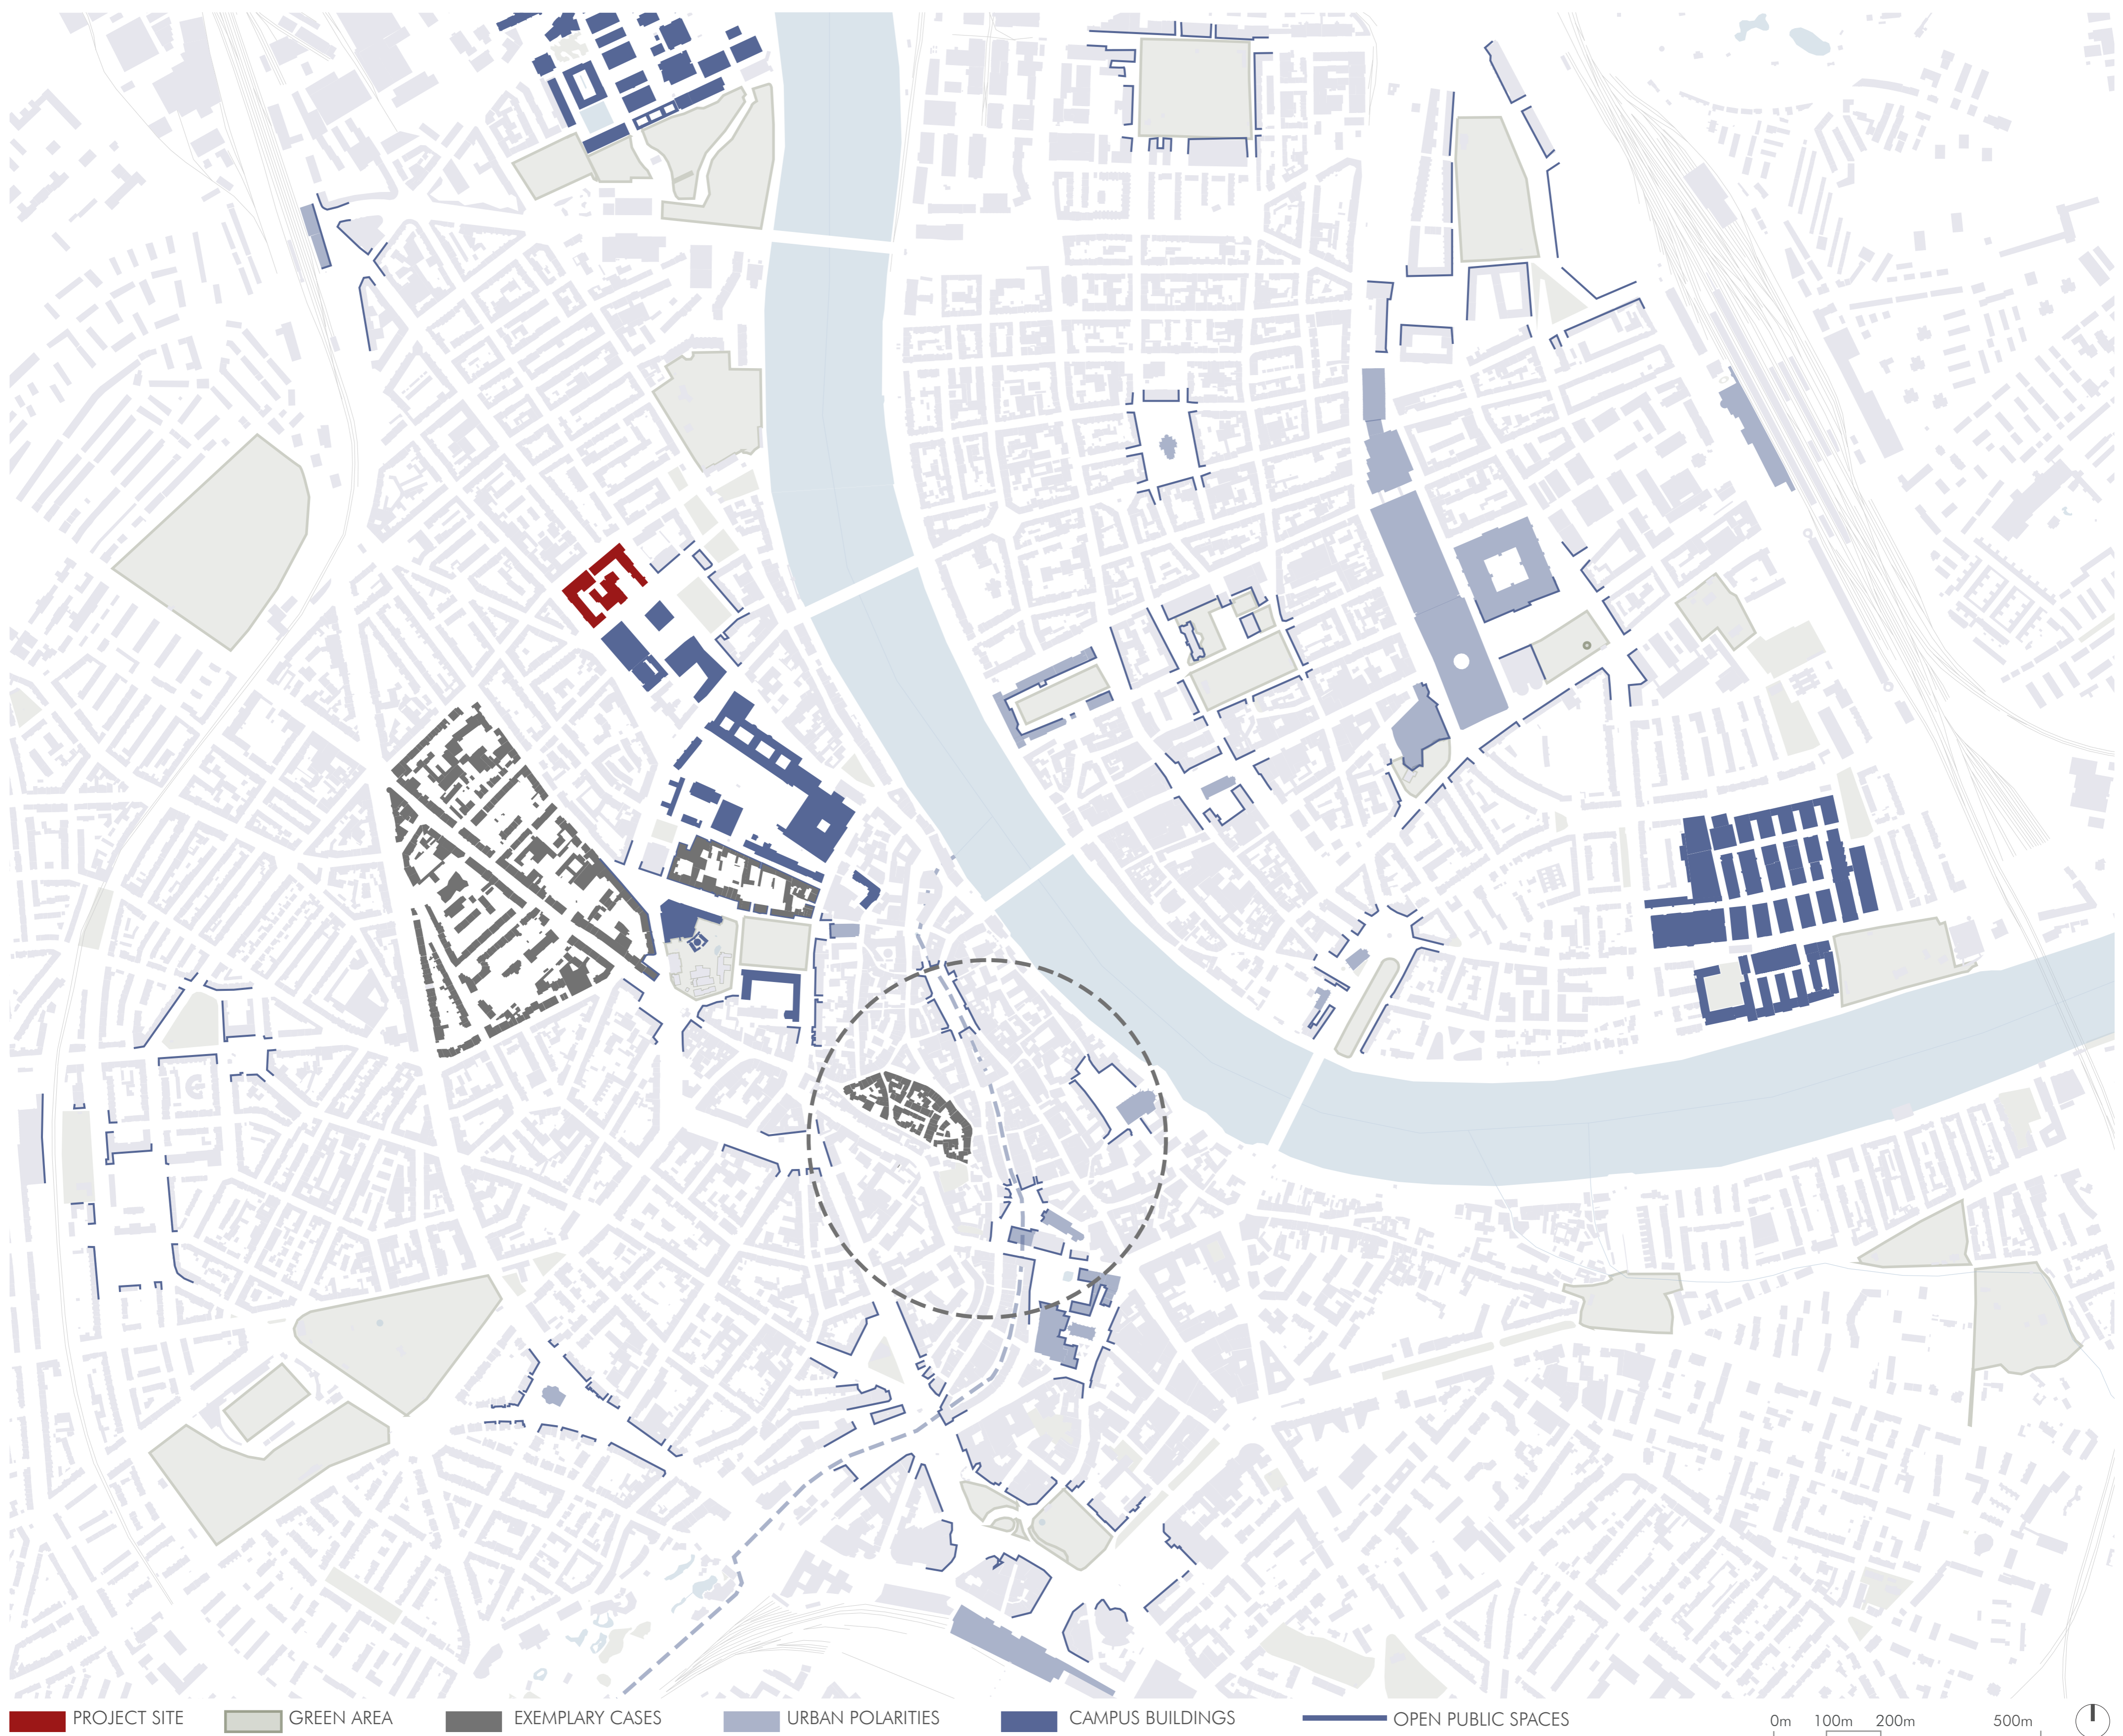 PROJECT SITE
GREEN AREA
EXEMPLARY CASES
URBAN POLARITIES
CAMPUS BUILDINGS
OPEN PUBLIC SPACES
0m 100m 200m 500m